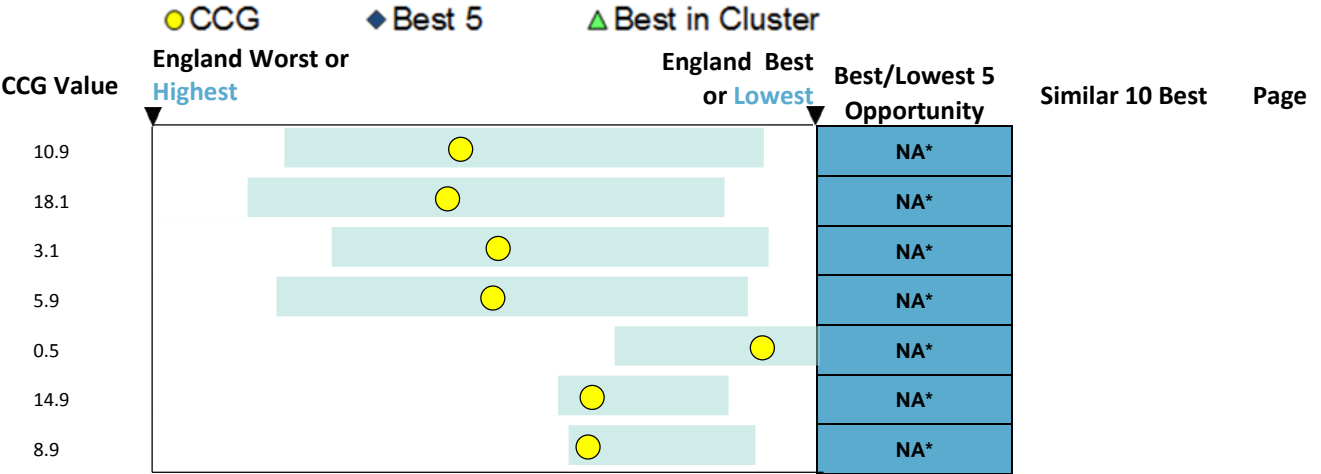 CCG Best 5 Best in Cluster
CCG Value
England Worst or
Highest
England Best
or Lowest
Best/Lowest 5
Opportunity
Similar 10 Best
Page
10.9 NA*
18.1 NA*
3.1 NA*
5.9 NA*
0.5 NA*
14.9 NA*
8.9 NA*